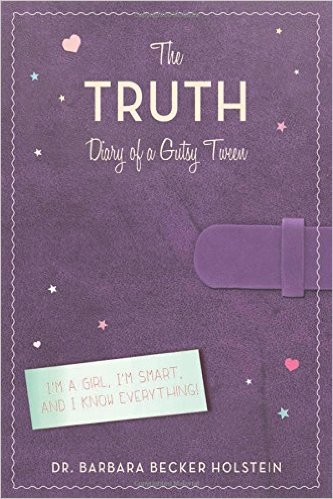 The
TRUTH
Diary of a Gutsy Tween
I'M A GIRL, I'M SMART,
AND I KNOW EVERYTHING!
DR. BARBARA BECKER HOLSTEIN